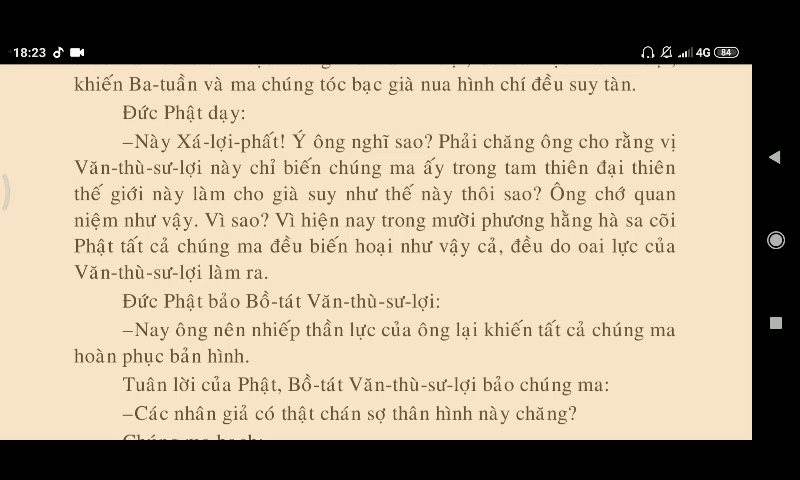 18:23
4G 84
khiến Ba-tuần và ma chúng tóc bạc già nua hình chí đều suy tàn.
Đức Phật dạy:
–Này Xá-lợi-phất! Ý ông nghĩ sao? Phải chăng ông cho rằng vị
Văn-thù-sư-lợi này chỉ biến chúng ma ấy trong tam thiên đại thiên
thế giới này làm cho già suy như thế này thôi sao? Ông chớ quan
niệm như vậy. Vì sao? Vì hiện nay trong mười phương hằng hà sa cõi
Phật tất cả chúng ma đều biến hoại như vậy cả, đều do oai lực của
Văn-thù-sư-lợi làm ra.
Đức Phật bảo Bồ-tát Văn-thù-sư-lợi:
–Nay ông nên nhiếp thần lực của ông lại khiến tất cả chúng ma
hoàn phục bản hình.
Tuân lời của Phật, Bồ-tát Văn-thù-sư-lợi bảo chúng ma:
–Các nhân giả có thật chán sợ thân hình này chăng?